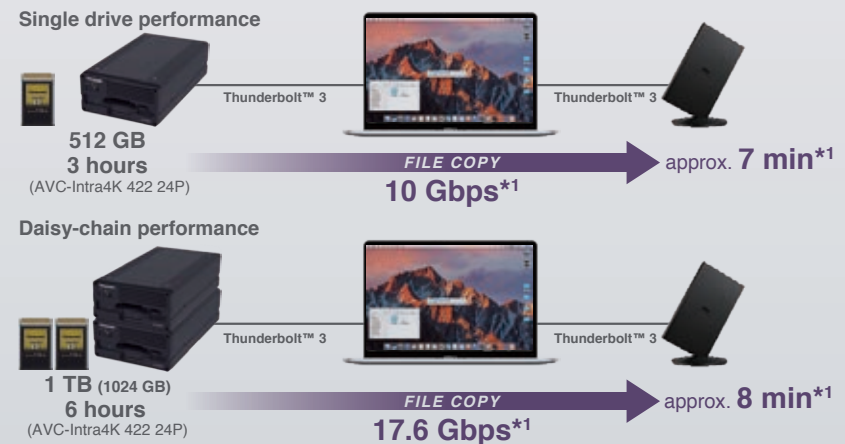 Single drive performance
Thunderbolt™ 3
Thunderbolt™ 3
512 GB
3 hours
(AVC-Intra4K 422 24P)
FILE COPY
10 Gbps*1
approx. 7 min*1
Daisy-chain performance
Thunderbolt™ 3
Thunderbolt™ 3
1 TB (1024 GB)
6 hours
(AVC-Intra4K 422 24P)
FILE COPY
17.6 Gbps*1
approx. 8 min*1